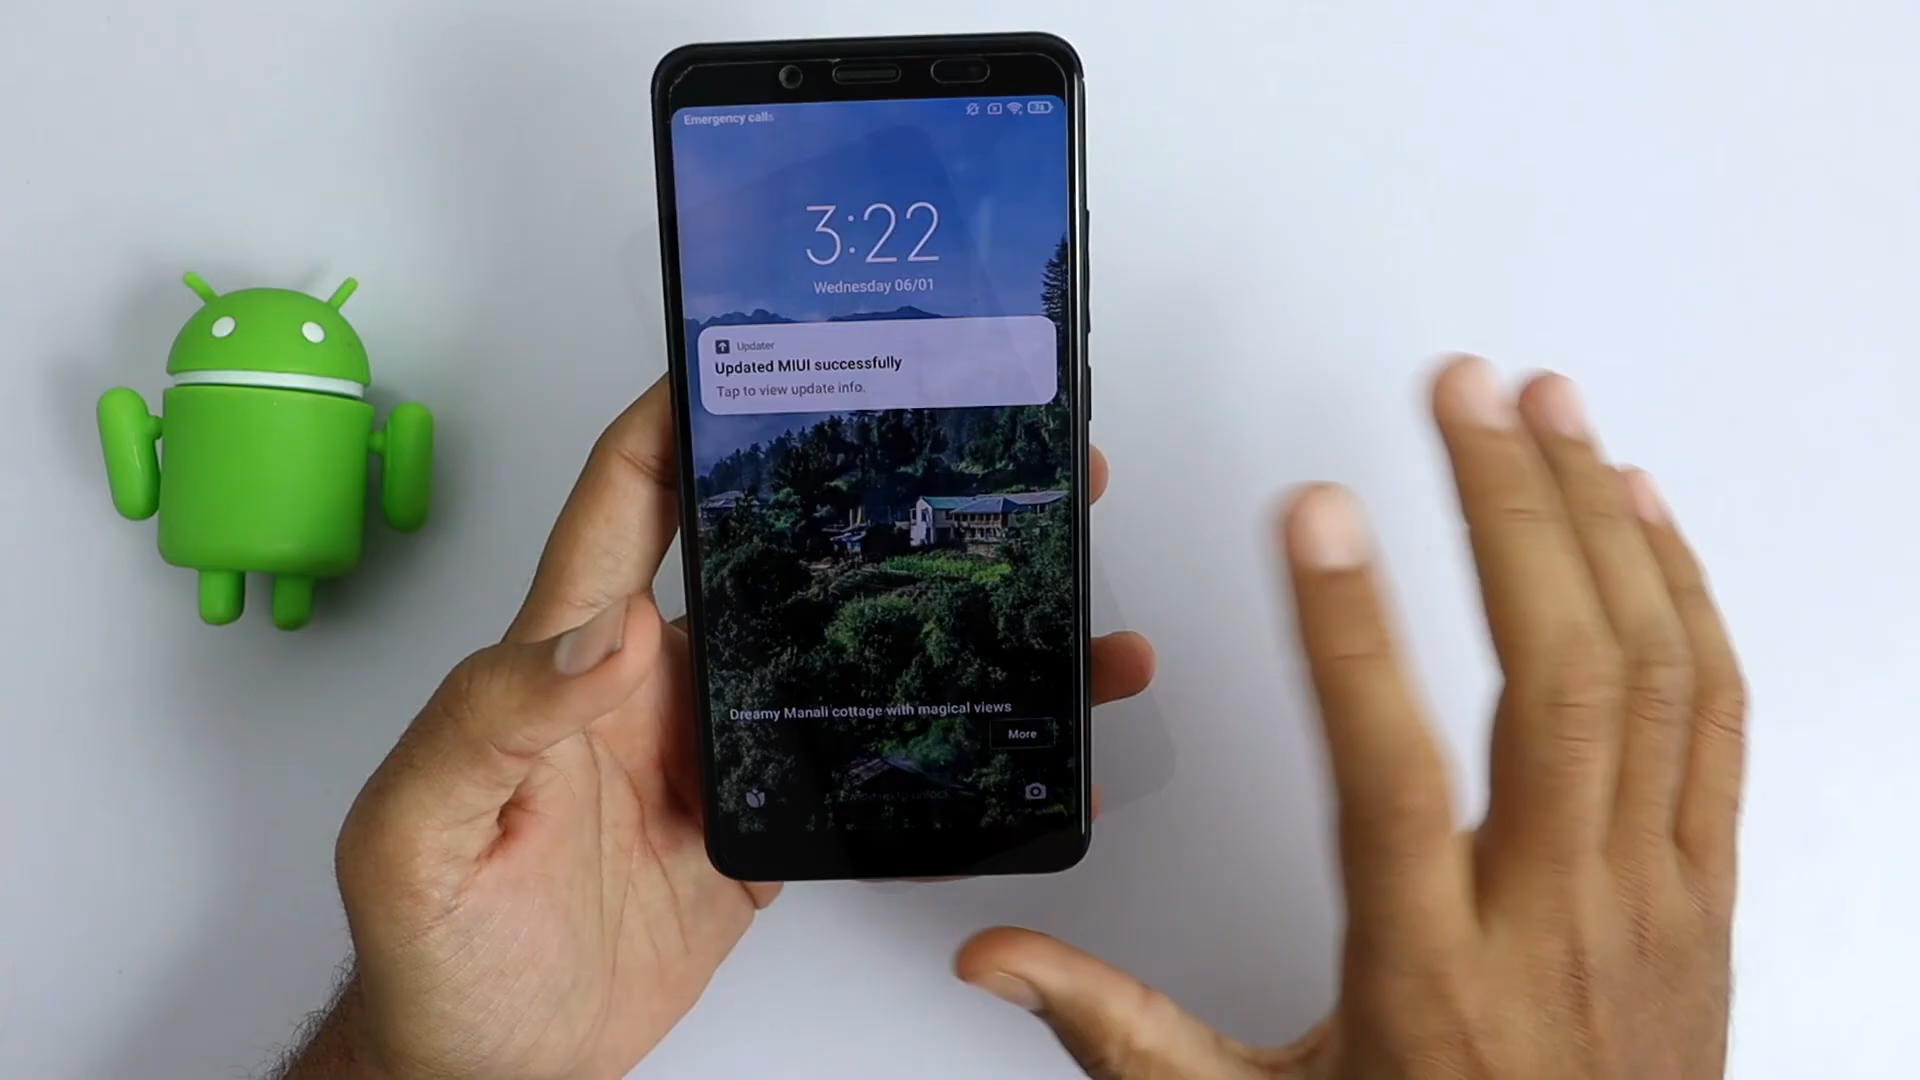 Emergency calls
3:22
Wednesday 06/01
Updater
Updated MIUI successfully
Tap to view update info.
Dreamy Manali cottage with magical views
More